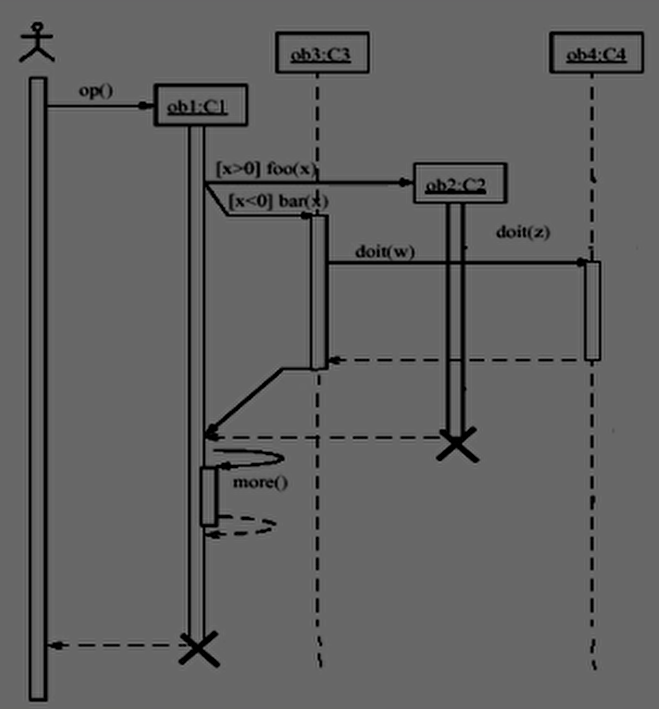 ob3:C3
ob4:C4
op()
ob1:C1
[x>0] foo(x)
ob2:C2
[x<0] bar(x)
doit(z)
doit(w)
more()